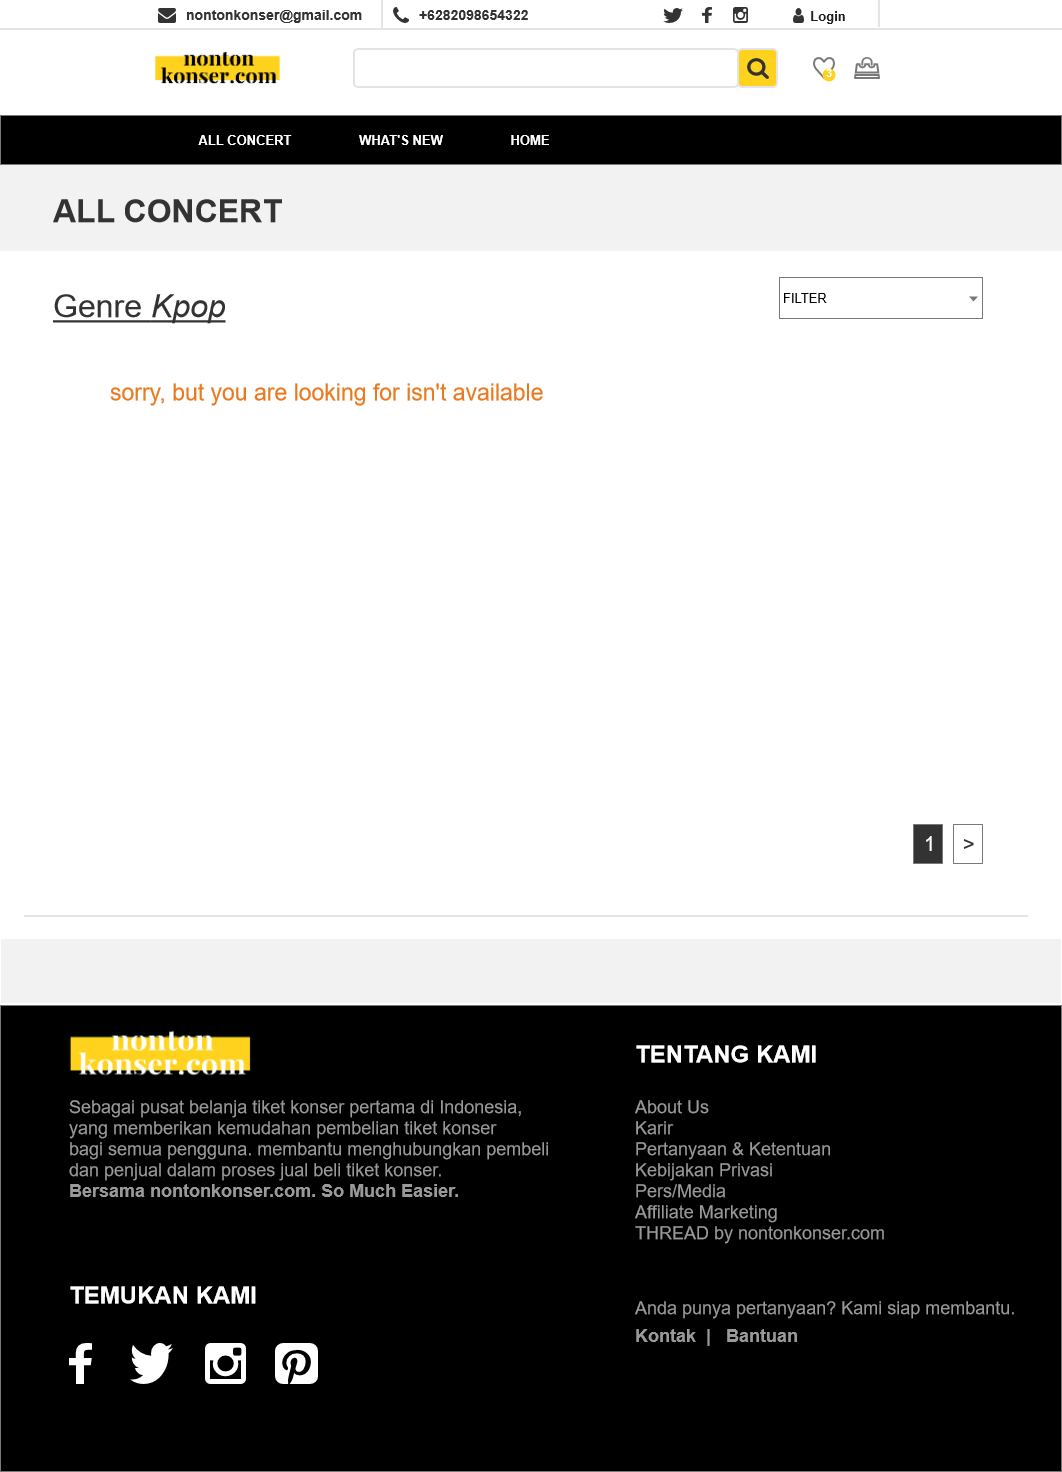 nontonkonser@gmail.com
+6282098654322
Login
nonton
konser.com
3
ALL CONCERT
WHAT'S NEW
HOME
ALL CONCERT
Genre Kpop
FILTER
sorry, but you are looking for isn't available
1
>
nonton
konser.com
Sebagai pusat belanja tiket konser pertama di Indonesia,
yang memberikan kemudahan pembelian tiket konser
bagi semua pengguna. membantu menghubungkan pembeli
dan penjual dalam proses jual beli tiket konser.
Bersama nontonkonser.com. So Much Easier.
TEMUKAN KAMI
TENTANG KAMI
About Us
Karir
Pertanyaan & Ketentuan
Kebijakan Privasi
Pers/Media
Affiliate Marketing
THREAD by nontonkonser.com
Anda punya pertanyaan? Kami siap membantu.
Kontak | Bantuan